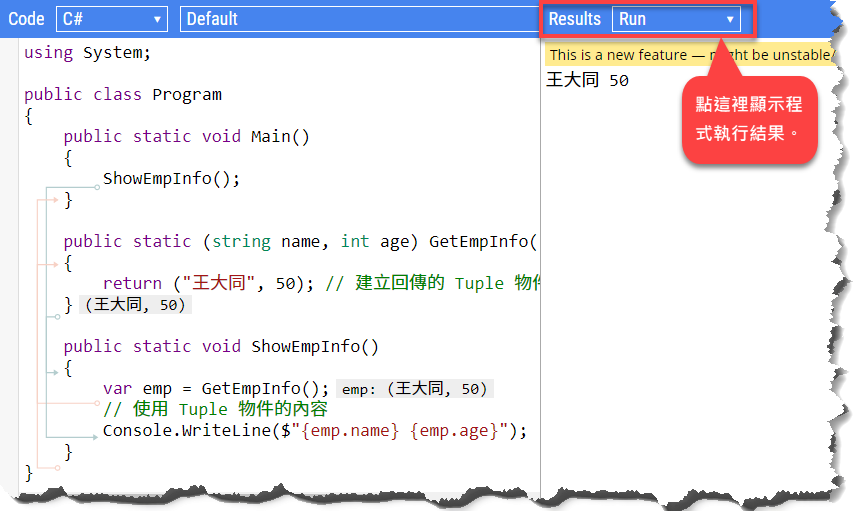 Code C# Default Results Run
using System;
This is a new feature — might be unstable
王大同 50
點這裡顯示程
式執行結果。
public class Program
{
public static void Main()
{
ShowEmpInfo();
}
public static (string name, int age) GetEmpInfo(
{
return ("王大同", 50); // 建立回傳的 Tuple 物件
} (王大同, 50)
public static void ShowEmpInfo()
{
var emp = GetEmpInfo(); emp: (王大同, 50)
// 使用 Tuple 物件的內容
Console.WriteLine($"{emp.name} {emp.age}");
}
}